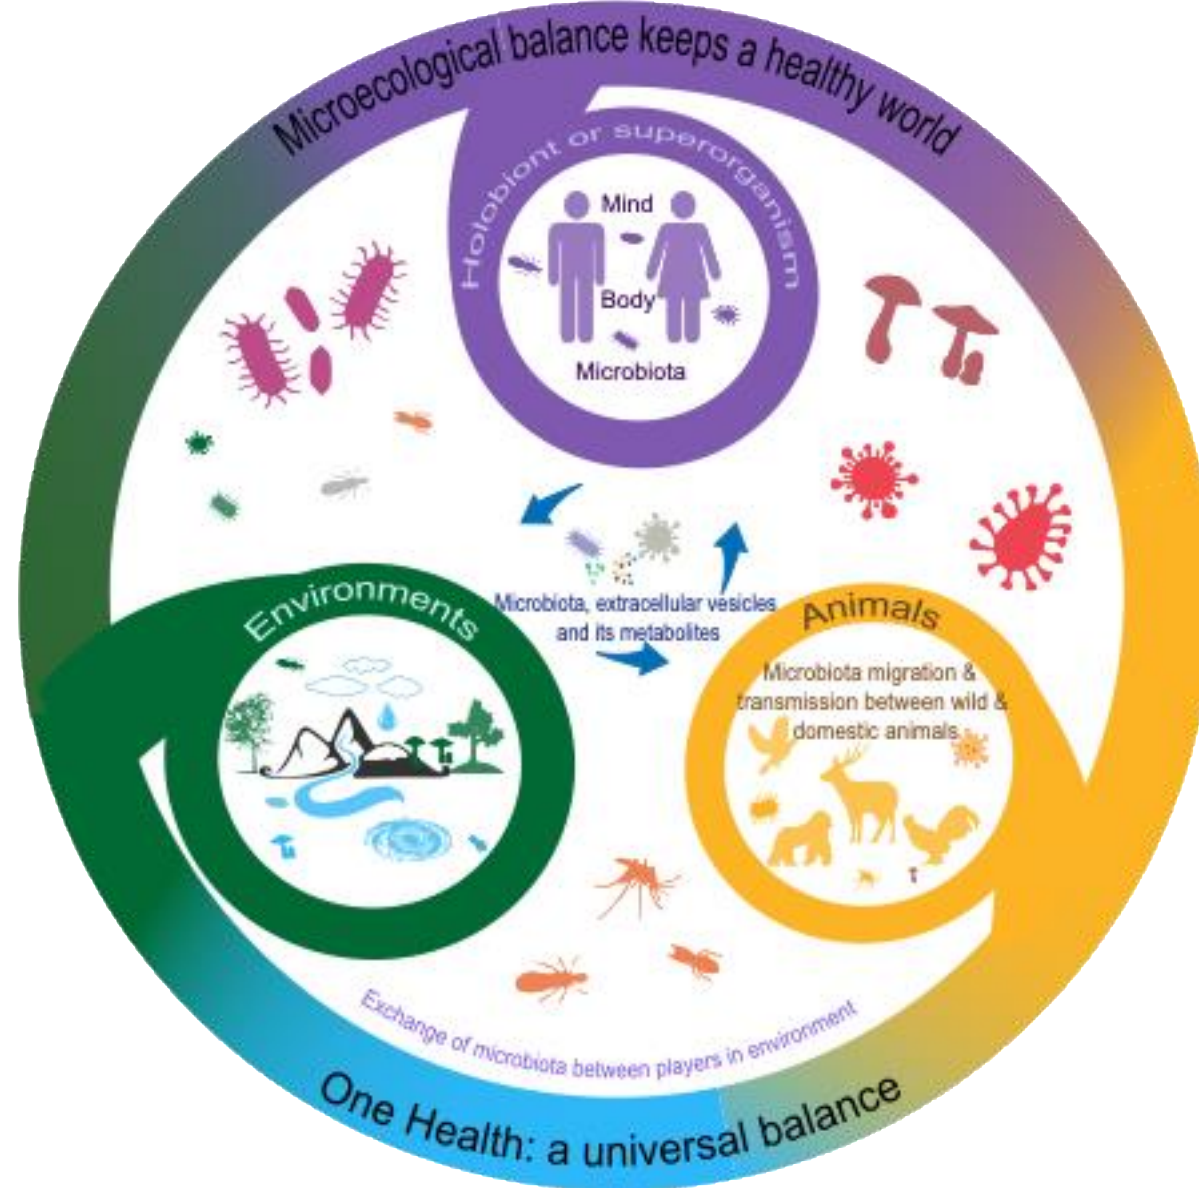 Microecological balance keeps a healthy world
Holobiont or superorganism
Mind
Body
Microbiota
Microbiota, extracellular vesicles
and its metabolites
Environments
Animals
Microbiota migration &
transmission between wild &
domestic animals
Exchange of microbiota between players in environment
One Health: a universal balance